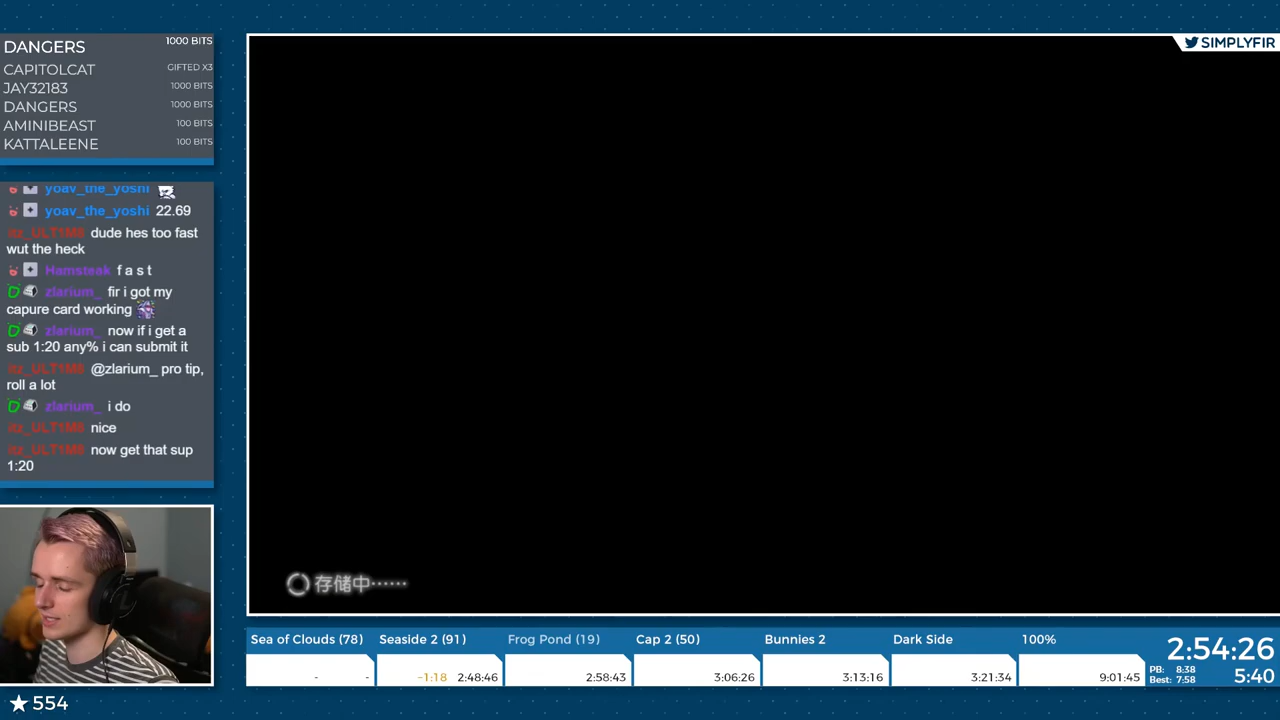 DANGERS 1000 BITS
CAPITOLCAT GIFTED X3
JAY32183 1000 BITS
DANGERS 1000 BITS
AMINIBEAST 100 BITS
KATTALEENE 100 BITS
yoav_the_yoshi
yoav_the_yoshi 22.69
itz_ULT1M8 dude hes too fast
wut the heck
Hamsteak f a s t
zlarium_ fir i got my
capure card working
zlarium_ now if i get a
sub 1:20 any% i can submit it
itz_ULT1M8 @zlarium_ pro tip,
roll a lot
zlarium_ i do
itz_ULT1M8 nice
itz_ULT1M8 now get that sup
1:20
★ 554
SIMPLYFIR
存储中⋯⋯
Sea of Clouds (78) Seaside 2 (91) Frog Pond (19) Cap 2 (50) Bunnies 2 Dark Side 100%
- - -1:18 2:48:46 2:58:43 3:06:26 3:13:16 3:21:34 9:01:45
2:54:26
PB: 8:38
Best: 7:58
5:40